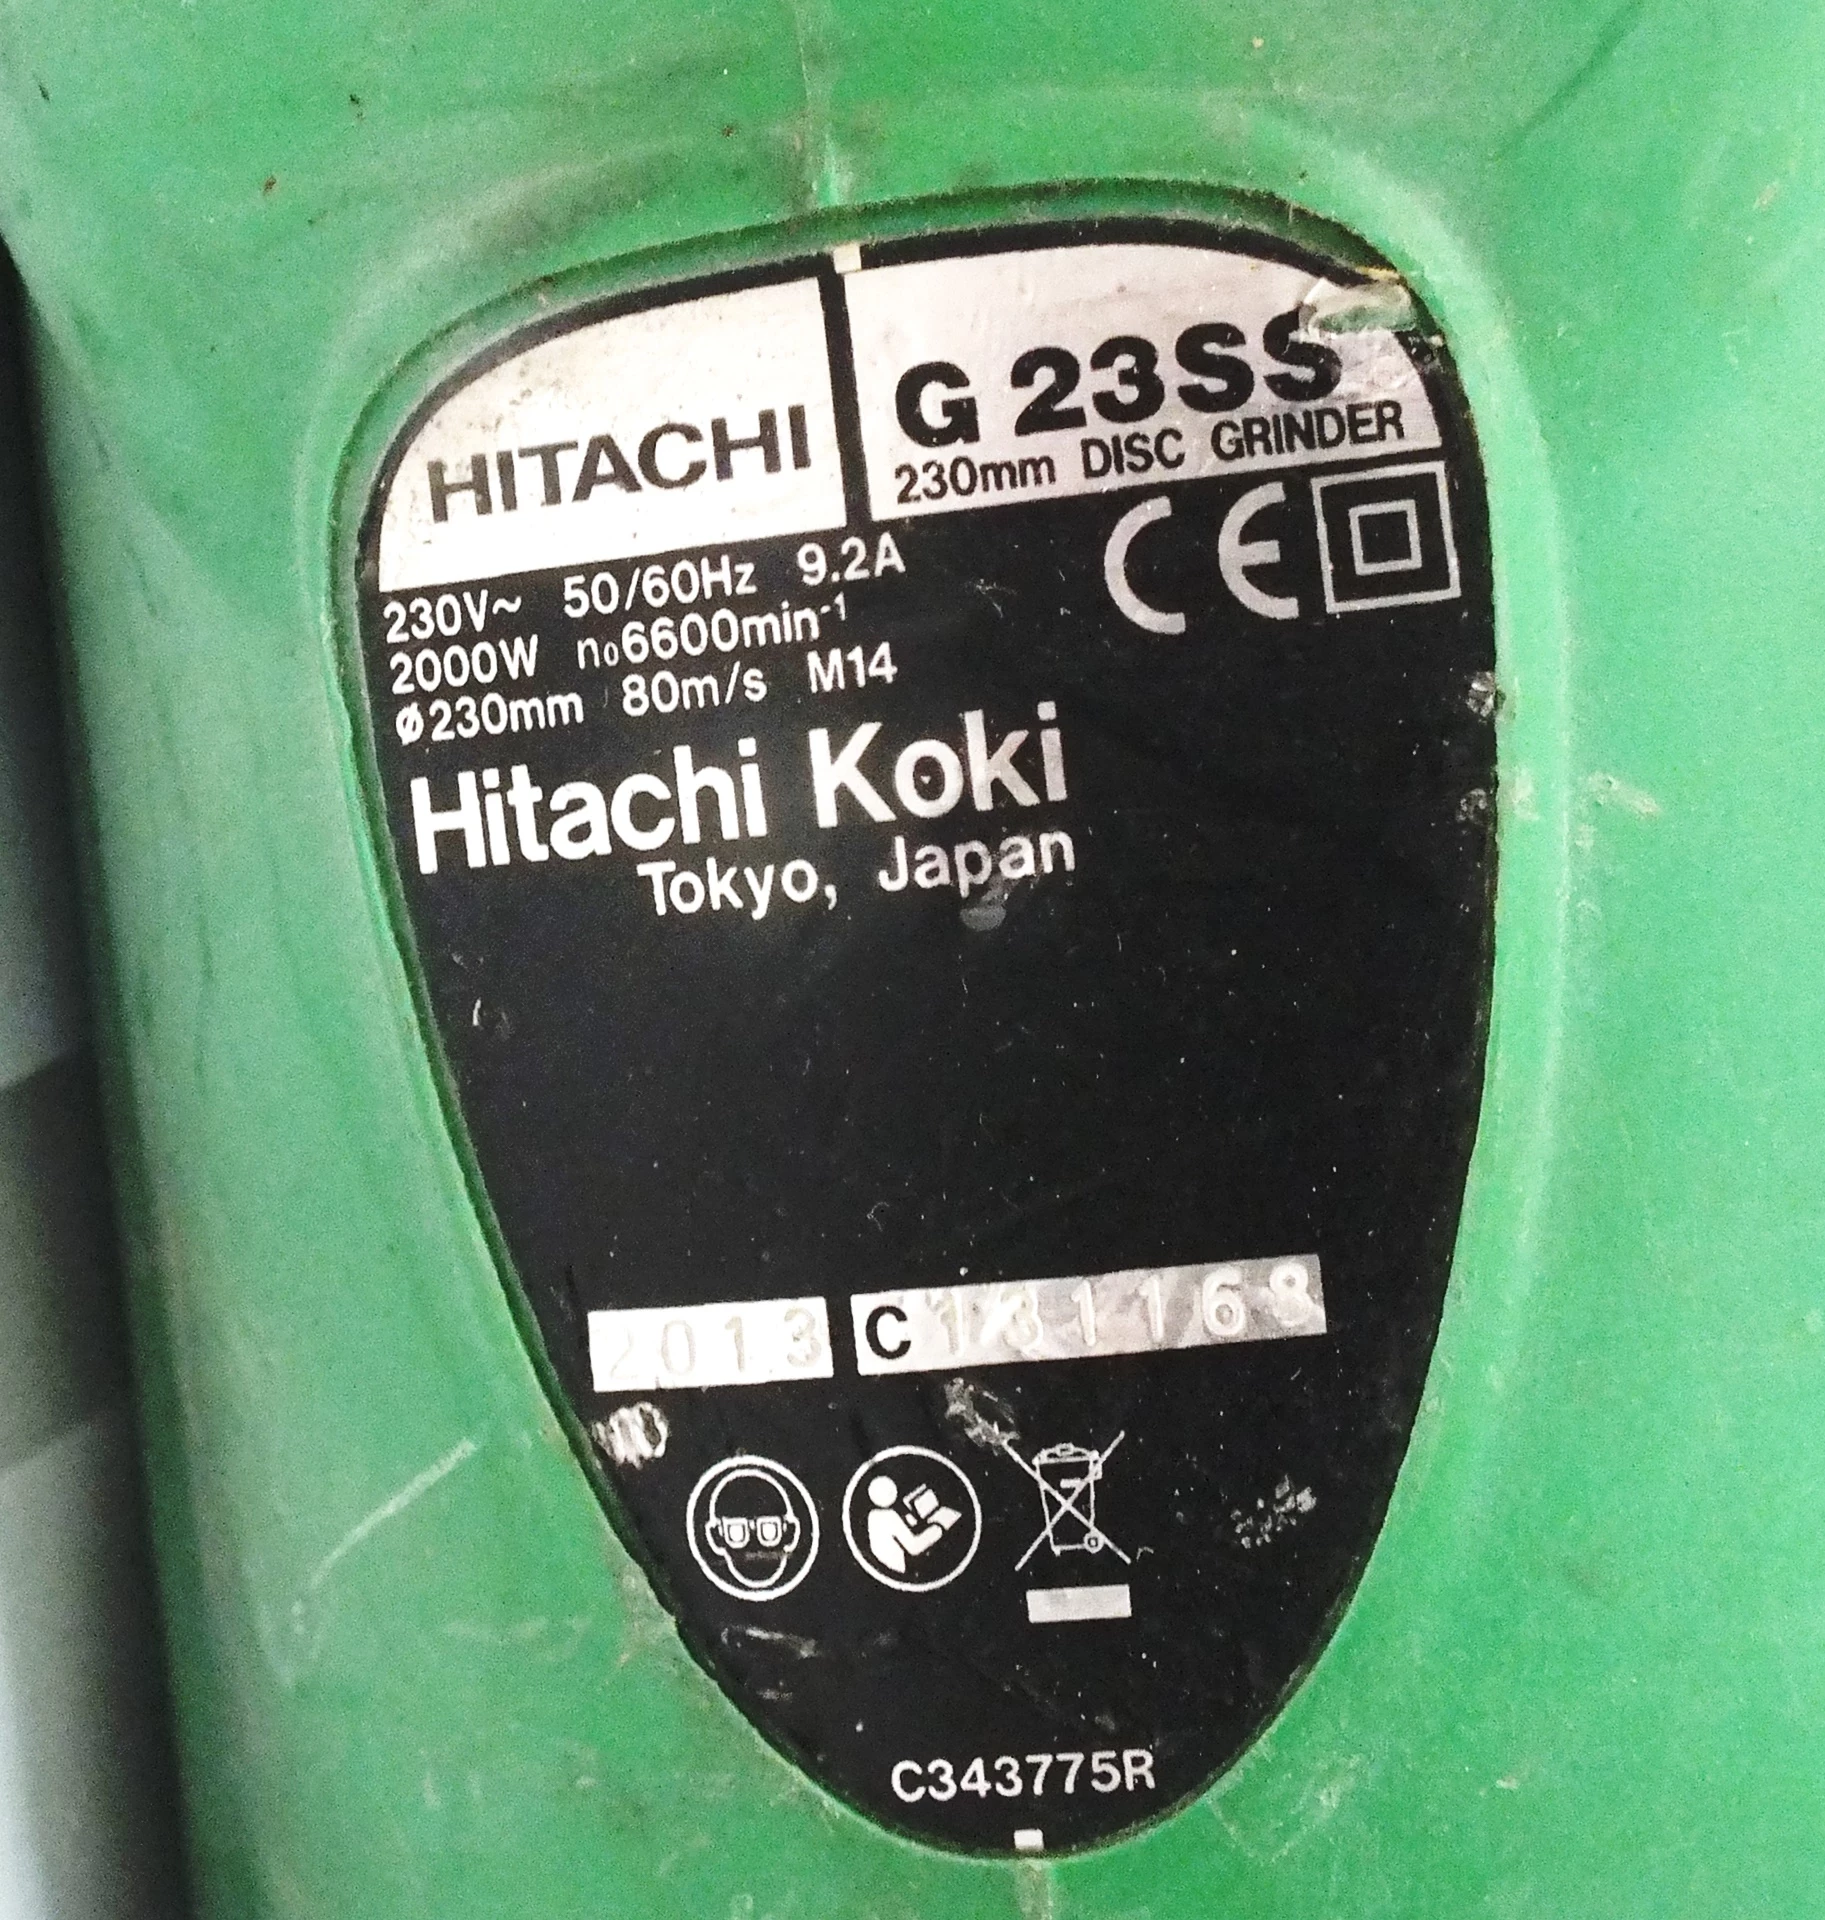 HITACHI
G 23SS
230mm DISC GRINDER
CE
230V~ 50/60Hz 9.2A
2000W n₀6600min⁻¹
ø230mm 80m/s M14
Hitachi Koki
Tokyo, Japan
2013 C131168
C343775R